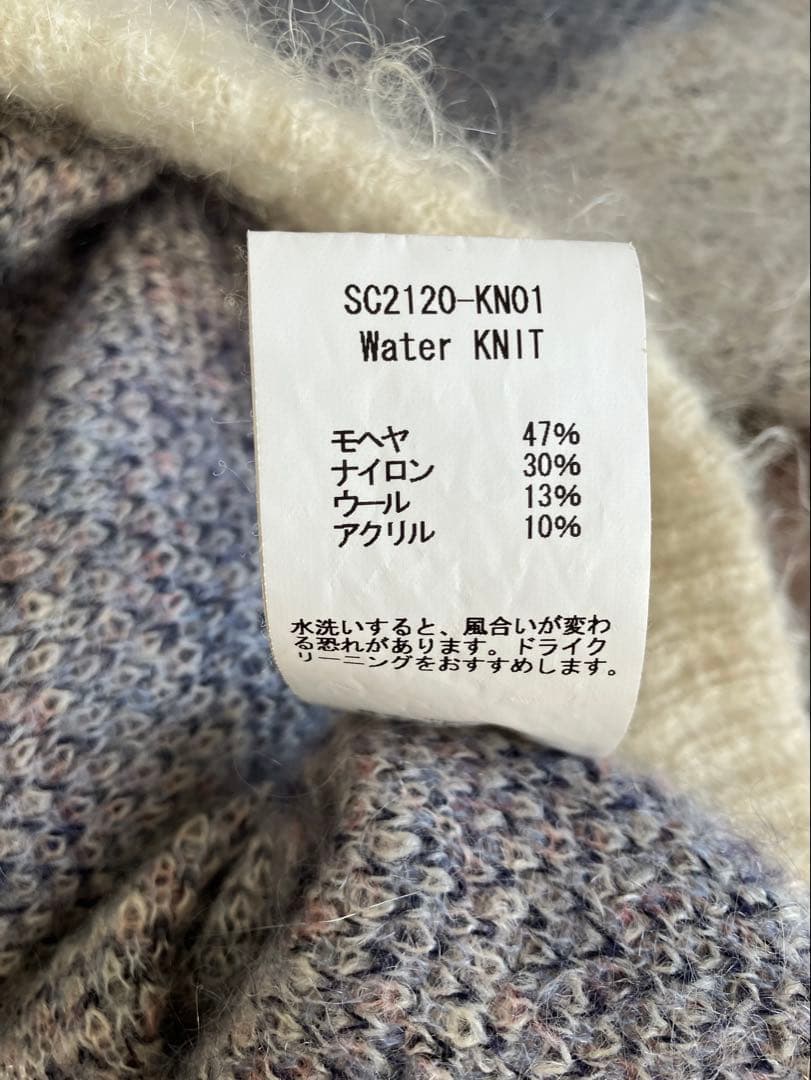 SC2120-KN01
Water KNIT
モヘヤ 47%
ナイロン 30%
ウール 13%
アクリル 10%
水洗いすると、風合いが変わ
る恐れがあります。ドライク
リーニングをおすすめします。